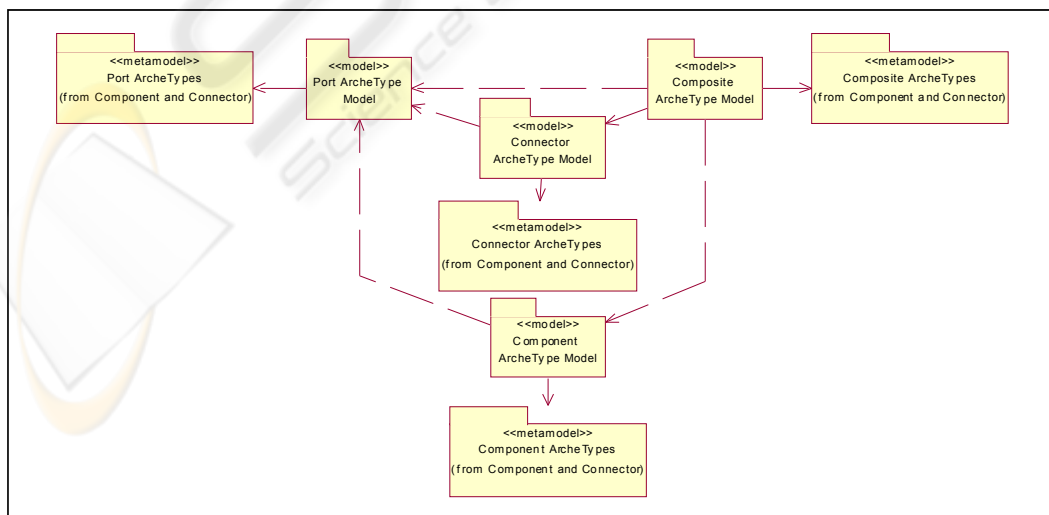 <<metamodel>>
Port ArcheTypes
(from Component and Connector)
<<model>>
Port ArcheType
Model
<<model>>
Composite
ArcheType Model
<<metamodel>>
Composite ArcheTypes
(from Component and Connector)
<<model>>
Connector
ArcheType Model
<<metamodel>>
Connector ArcheTypes
(from Component and Connector)
<<model>>
Component
ArcheType Model
<<metamodel>>
Component ArcheTypes
(from Component and Connector)
Science